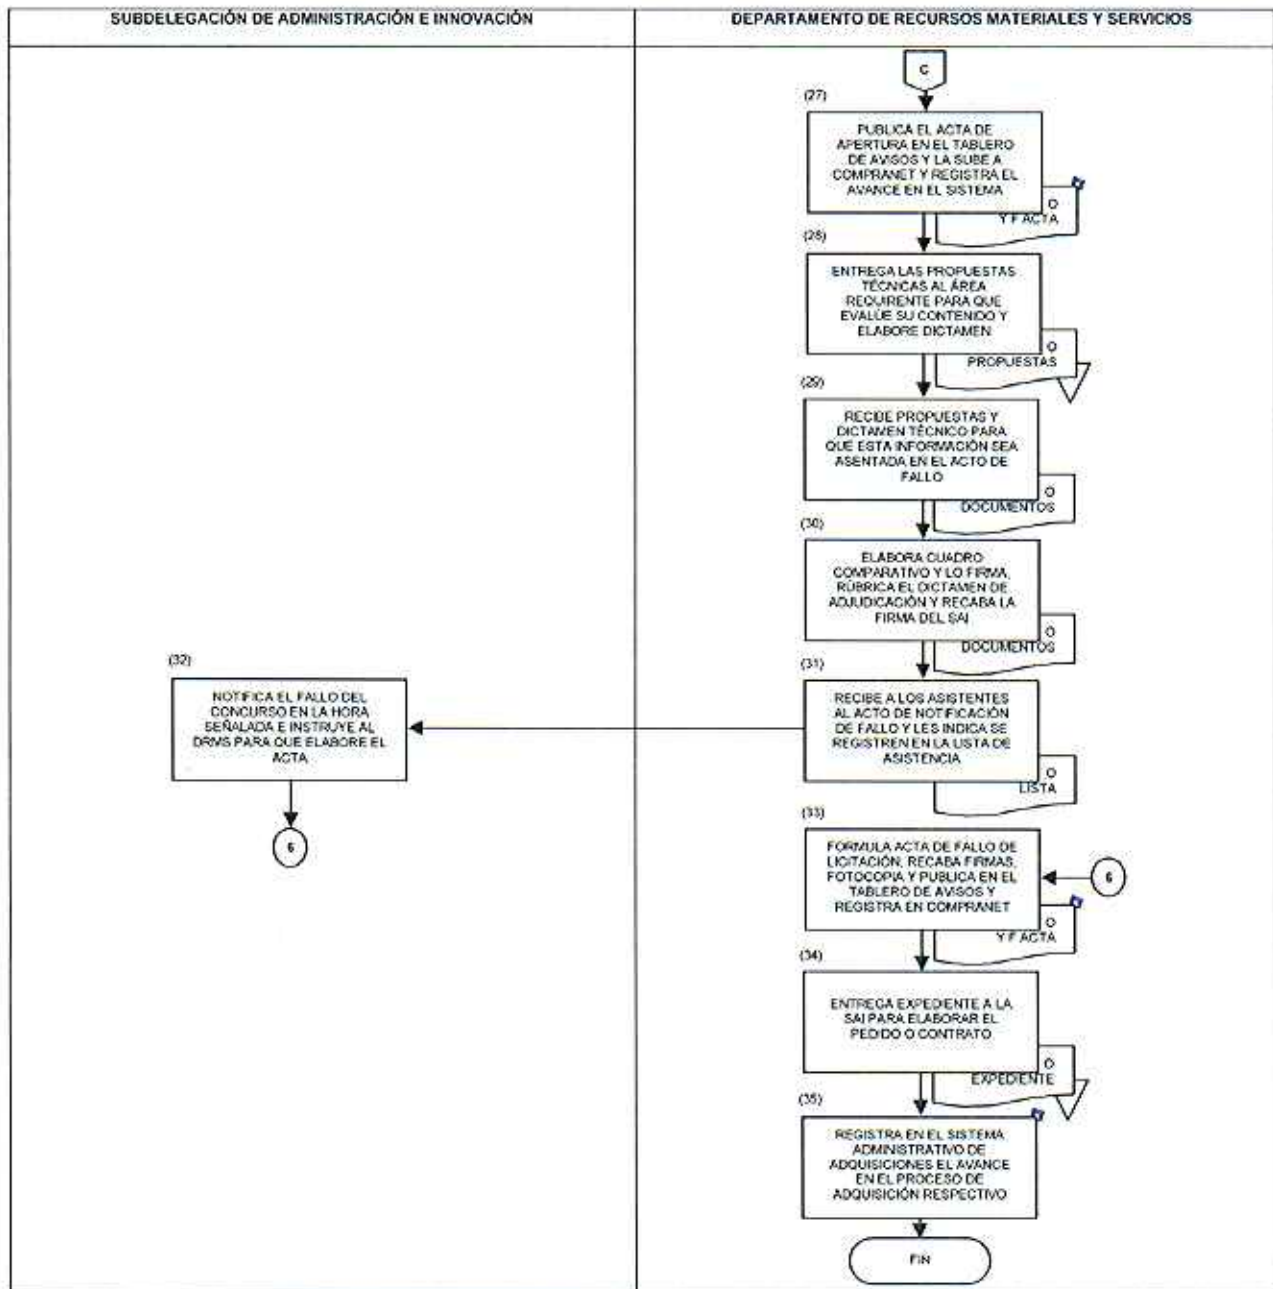 SUBDELEGACIÓN DE ADMINISTRACIÓN E INNOVACIÓN
DEPARTAMENTO DE RECURSOS MATERIALES Y SERVICIOS
C
(27)
PUBLICA EL ACTA DE
APERTURA EN EL TABLERO
DE AVISOS Y LA SUBE A
COMPRANET Y REGISTRA EL
AVANCE EN EL SISTEMA
O
Y F ACTA
(28)
ENTREGA LAS PROPUESTAS
TÉCNICAS AL ÁREA
REQUIRENTE PARA QUE
EVALÚE SU CONTENIDO Y
ELABORE DICTAMEN
O
PROPUESTAS
(29)
RECIBE PROPUESTAS Y
DICTAMEN TÉCNICO PARA
QUE ESTA INFORMACIÓN SEA
ASENTADA EN EL ACTO DE
FALLO
O
DOCUMENTOS
(30)
ELABORA CUADRO
COMPARATIVO Y LO FIRMA,
RÚBRICA EL DICTAMEN DE
ADJUDICACIÓN Y RECABA LA
FIRMA DEL SAI
O
DOCUMENTOS
(31)
RECIBE A LOS ASISTENTES
AL ACTO DE NOTIFICACIÓN
DE FALLO Y LES INDICA SE
REGISTREN EN LA LISTA DE
ASISTENCIA
O
LISTA
(32)
NOTIFICA EL FALLO DEL
CONCURSO EN LA HORA
SEÑALADA E INSTRUYE AL
DRMS PARA QUE ELABORE EL
ACTA
6
(33)
FORMULA ACTA DE FALLO DE
LICITACIÓN, RECABA FIRMAS,
FOTOCOPIA Y PUBLICA EN EL
TABLERO DE AVISOS Y
REGISTRA EN COMPRANET
6
O
Y F ACTA
(34)
ENTREGA EXPEDIENTE A LA
SAI PARA ELABORAR EL
PEDIDO O CONTRATO
O
EXPEDIENTE
(35)
REGISTRA EN EL SISTEMA
ADMINISTRATIVO DE
ADQUISICIONES EL AVANCE
EN EL PROCESO DE
ADQUISICIÓN RESPECTIVO
FIN